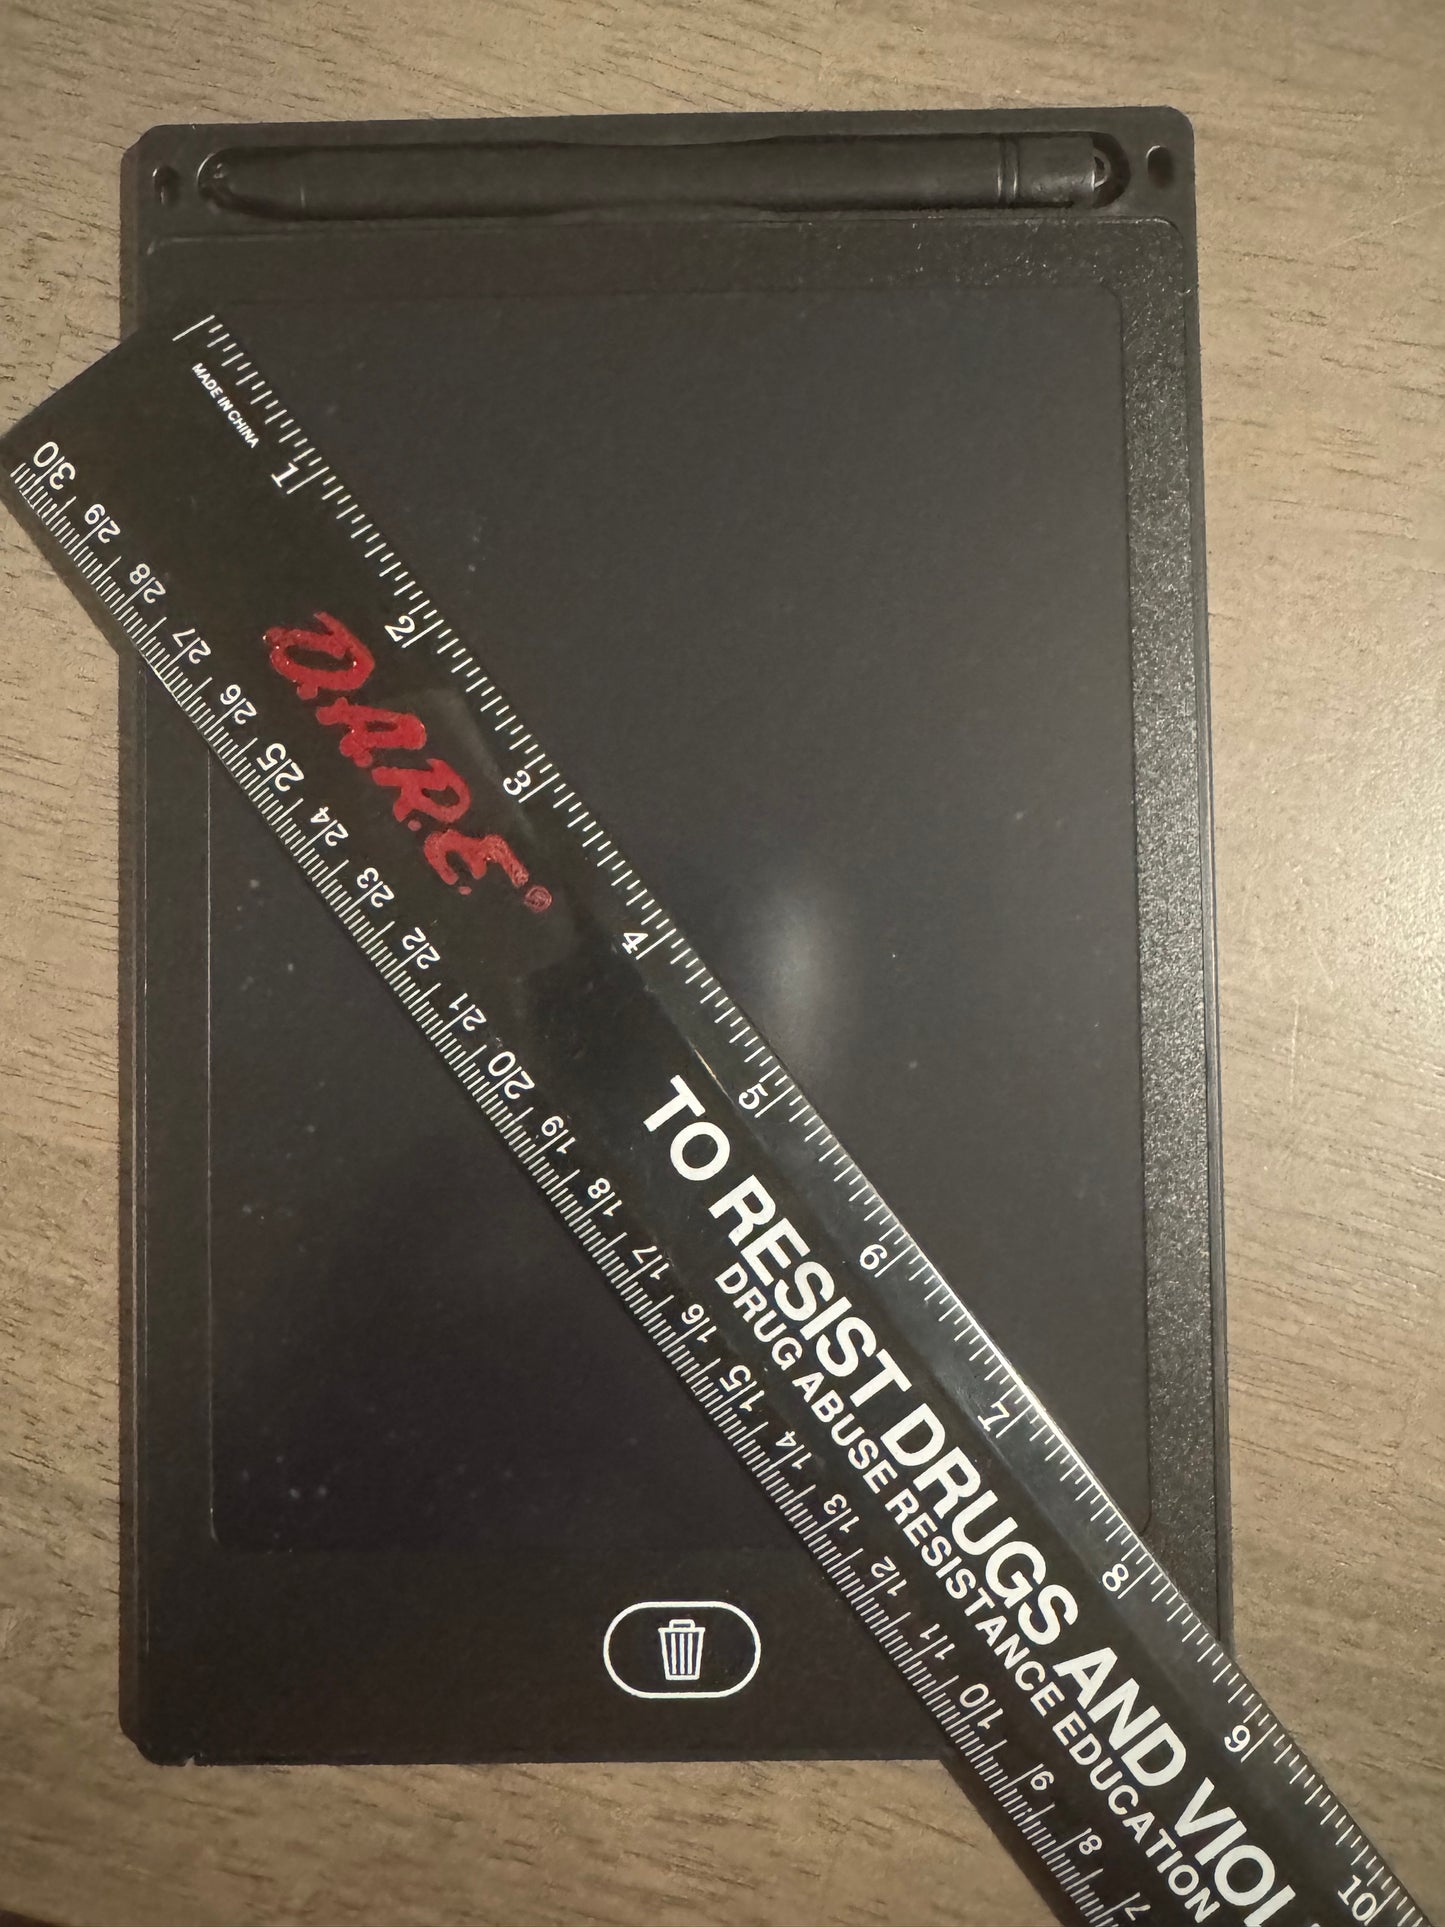 MADE IN CHINA
1 2 3 4 5 6 7 8 9 10
D.A.R.E.®
TO RESIST DRUGS AND VIOL
DRUG ABUSE RESISTANCE EDUCATION
30 29 28 27 26 25 24 23 22 21 20 19 18 17 16 15 14 13 12 11 10 9 8 7